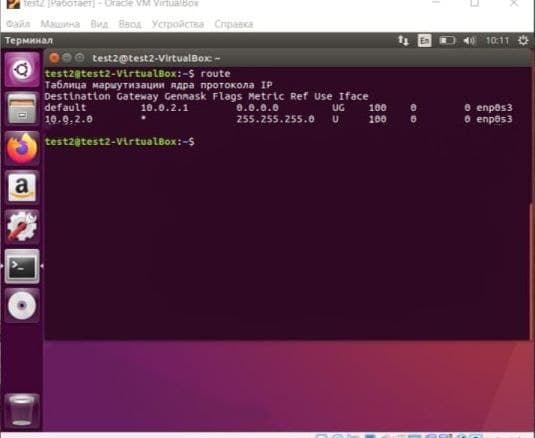 test2 [Работает] - Oracle VM VirtualBox
Файл Машина Вид Ввод Устройства Справка
Терминал En 10:11
test2@test2-VirtualBox: ~
test2@test2-VirtualBox:~$ route
Таблица маршутизации ядра протокола IP
Destination Gateway Genmask Flags Metric Ref Use Iface
default 10.0.2.1 0.0.0.0 UG 100 0 0 enp0s3
10.0.2.0 * 255.255.255.0 U 100 0 0 enp0s3
test2@test2-VirtualBox:~$